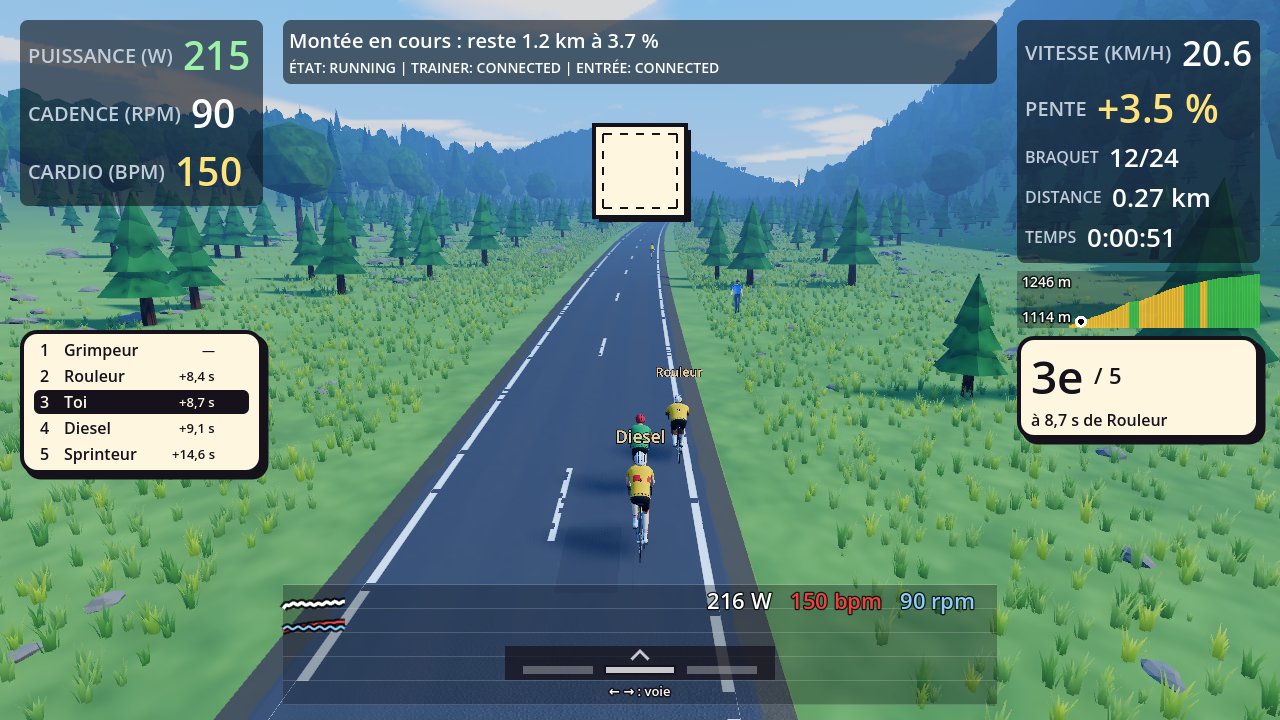 PUISSANCE (W) 215
CADENCE (RPM) 90
CARDIO (BPM) 150
Montée en cours : reste 1.2 km à 3.7 %
ÉTAT: RUNNING | TRAINER: CONNECTED | ENTRÉE: CONNECTED
VITESSE (KM/H) 20.6
PENTE +3.5 %
BRAQUET 12/24
DISTANCE 0.27 km
TEMPS 0:00:51
1246 m
1114 m
1 Grimpeur —
2 Rouleur +8,4 s
3 Toi +8,7 s
4 Diesel +9,1 s
5 Sprinteur +14,6 s
3e / 5
à 8,7 s de Rouleur
Rouleur
Diesel
216 W 150 bpm 90 rpm
← → : voie